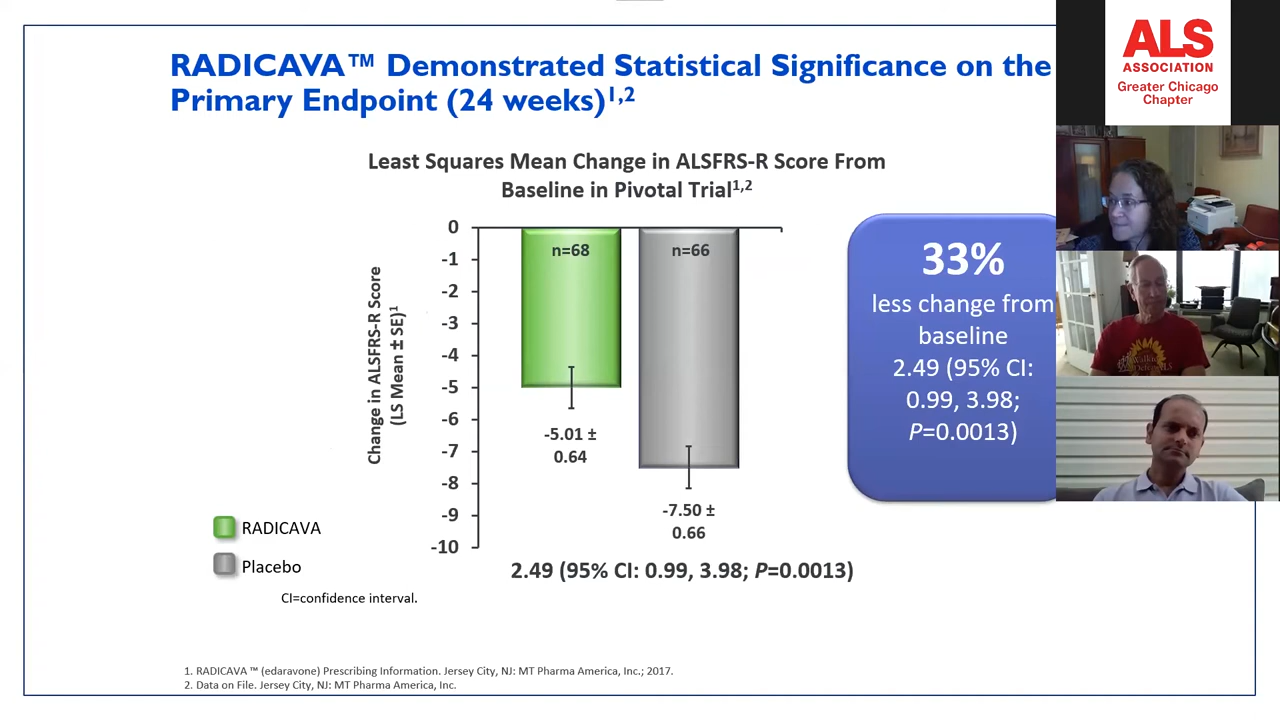 RADICAVA™ Demonstrated Statistical Significance on the
Primary Endpoint (24 weeks)1,2
ALS
ASSOCIATION
Greater Chicago
Chapter
Least Squares Mean Change in ALSFRS-R Score From
Baseline in Pivotal Trial1,2
Change in ALSFRS-R Score
(LS Mean ± SE)1
0
-1
-2
-3
-4
-5
-6
-7
-8
-9
-10
n=68
n=66
-5.01 ±
0.64
-7.50 ±
0.66
33%
less change from
baseline
2.49 (95% CI:
0.99, 3.98;
P=0.0013)
RADICAVA
Placebo
2.49 (95% CI: 0.99, 3.98; P=0.0013)
CI=confidence interval.
1. RADICAVA ™ (edaravone) Prescribing Information. Jersey City, NJ: MT Pharma America, Inc.; 2017.
2. Data on File. Jersey City, NJ: MT Pharma America, Inc.